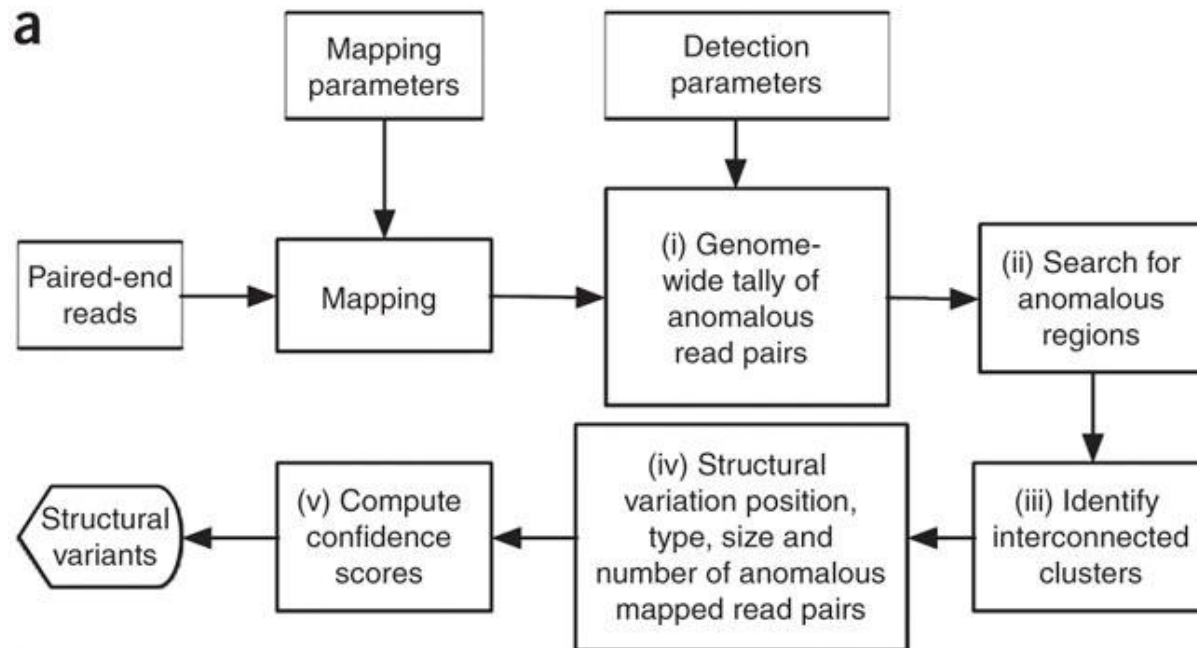 a
Mapping
parameters
Detection
parameters
Paired-end
reads
Mapping
(i) Genome-
wide tally of
anomalous
read pairs
(ii) Search for
anomalous
regions
(iii) Identify
interconnected
clusters
(iv) Structural
variation position,
type, size and
number of anomalous
mapped read pairs
(v) Compute
confidence
scores
Structural
variants